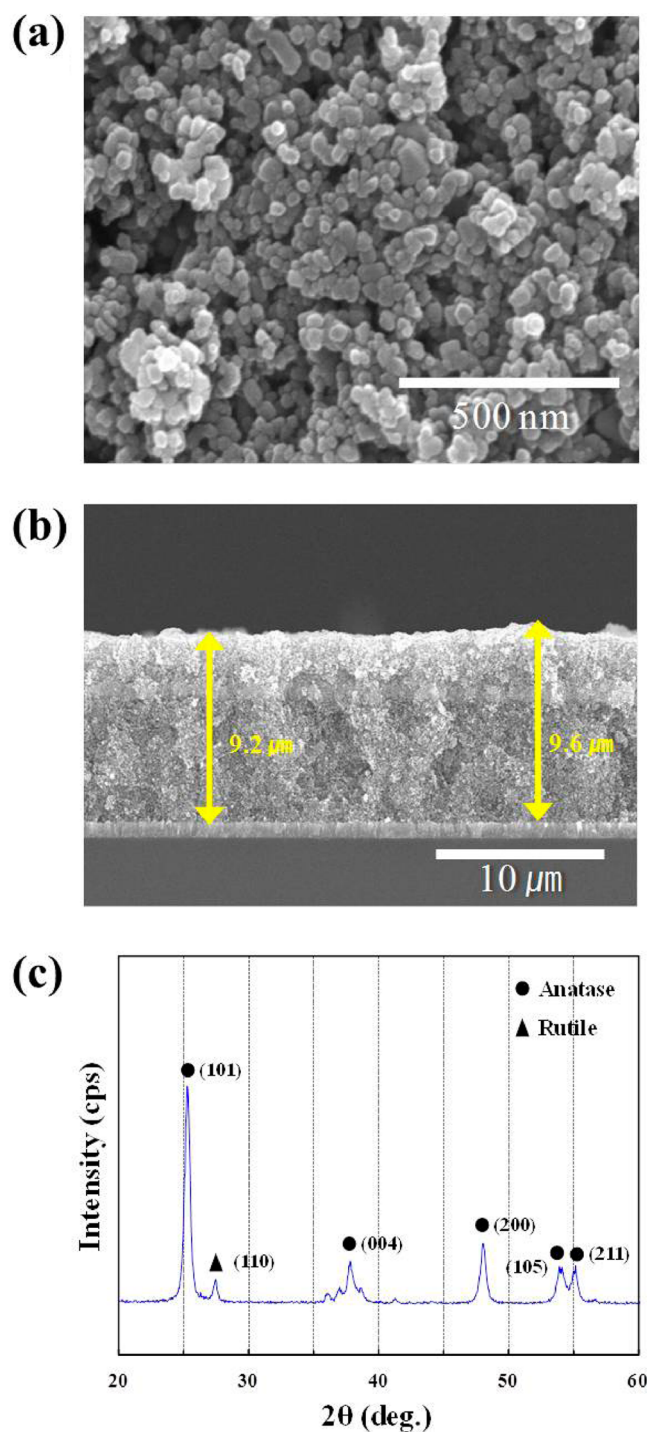 (a)
500 nm
(b)
9.2 ㎛
9.6 ㎛
10 ㎛
(c)
● Anatase
▲ Rutile
(101)
(110)
(004)
(200)
(105)
(211)
Intensity (cps)
20 30 40 50 60
2θ (deg.)